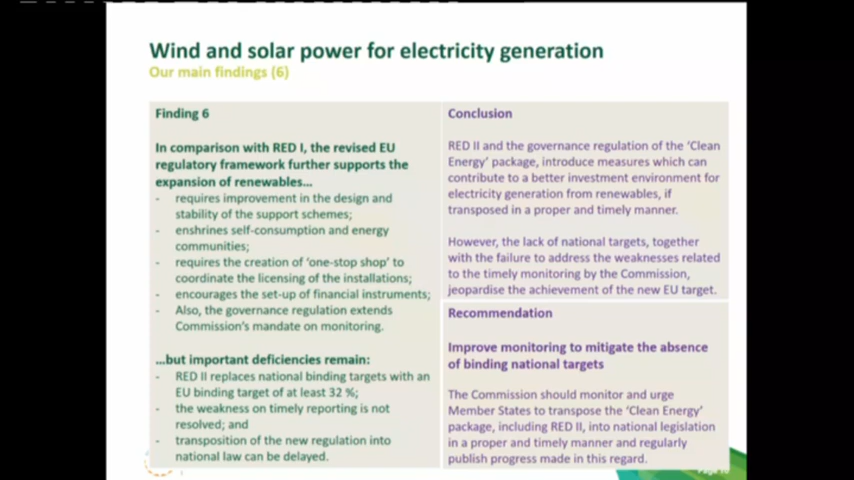 Wind and solar power for electricity generation
Our main findings (6)
Finding 6
In comparison with RED I, the revised EU
regulatory framework further supports the
expansion of renewables...
- requires improvement in the design and
stability of the support schemes;
- enshrines self-consumption and energy
communities;
- requires the creation of 'one-stop shop' to
coordinate the licensing of the installations;
- encourages the set-up of financial instruments;
- Also, the governance regulation extends
Commission's mandate on monitoring.
...but important deficiencies remain:
- RED II replaces national binding targets with an
EU binding target of at least 32 %;
- the weakness on timely reporting is not
resolved; and
- transposition of the new regulation into
national law can be delayed.
Conclusion
RED II and the governance regulation of the 'Clean
Energy' package, introduce measures which can
contribute to a better investment environment for
electricity generation from renewables, if
transposed in a proper and timely manner.
However, the lack of national targets, together
with the failure to address the weaknesses related
to the timely monitoring by the Commission,
jeopardise the achievement of the new EU target.
Recommendation
Improve monitoring to mitigate the absence
of binding national targets
The Commission should monitor and urge
Member States to transpose the 'Clean Energy'
package, including RED II, into national legislation
in a proper and timely manner and regularly
publish progress made in this regard.
Page